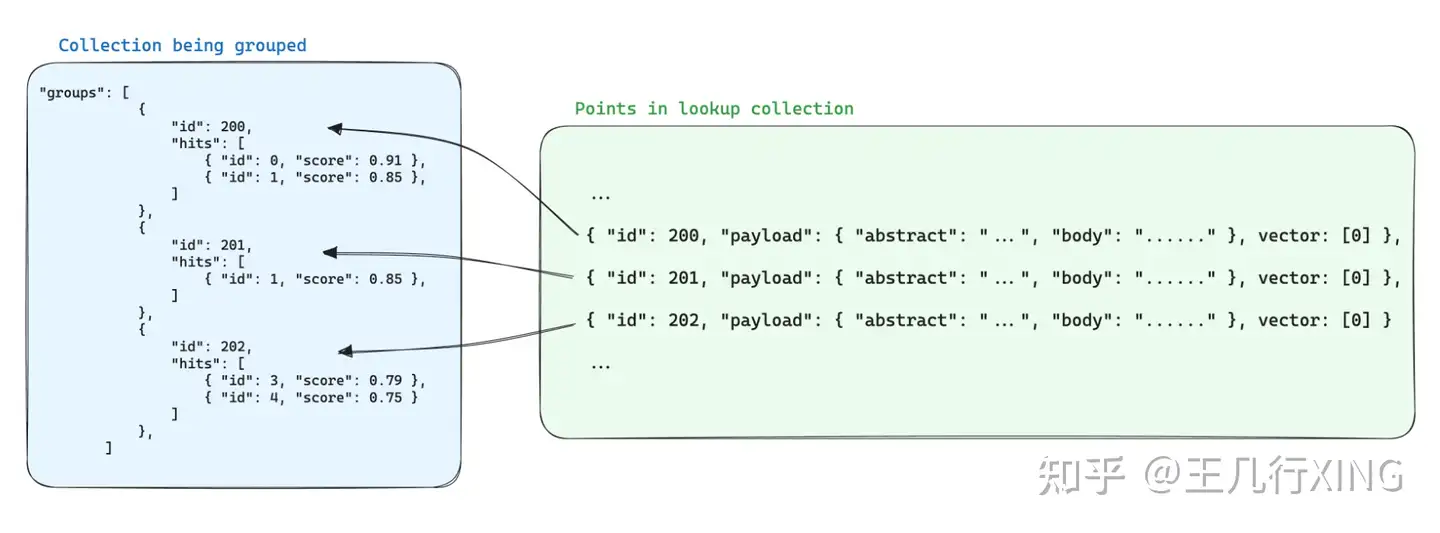 Collection being grouped
"groups": [
{
"id": 200,
"hits": [
{ "id": 0, "score": 0.91 },
{ "id": 1, "score": 0.85 },
]
},
{
"id": 201,
"hits": [
{ "id": 1, "score": 0.85 },
]
},
{
"id": 202,
"hits": [
{ "id": 3, "score": 0.79 },
{ "id": 4, "score": 0.75 }
]
},
]
Points in lookup collection
...
{ "id": 200, "payload": { "abstract": "...", "body": "......" }, vector: [0] },
{ "id": 201, "payload": { "abstract": "...", "body": "......" }, vector: [0] },
{ "id": 202, "payload": { "abstract": "...", "body": "......" }, vector: [0] }
...
知乎 @王几行XING